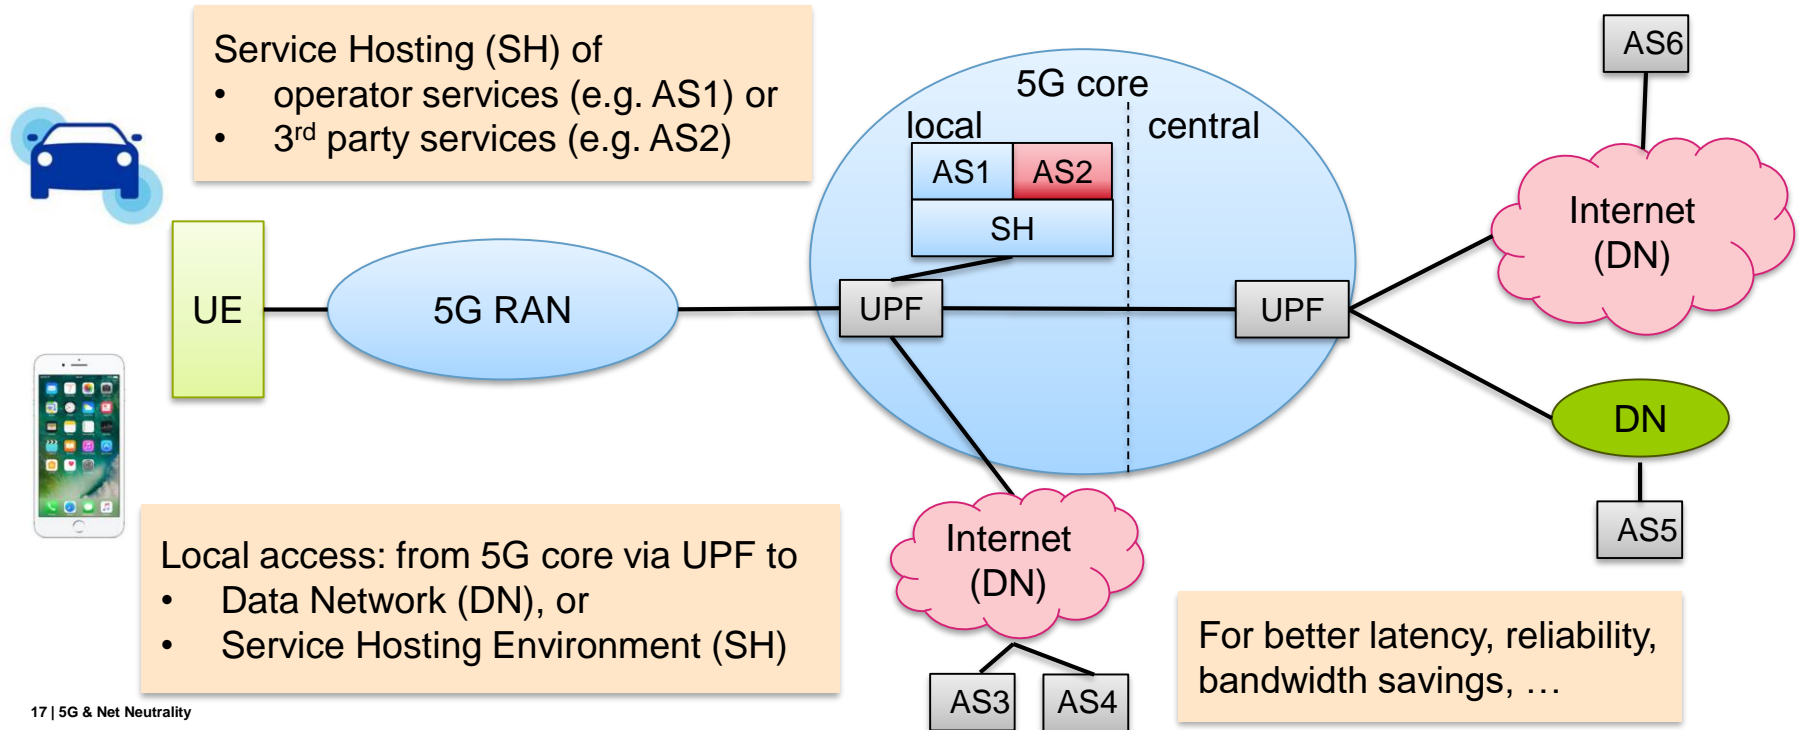 Service Hosting (SH) of
• operator services (e.g. AS1) or
• 3rd party services (e.g. AS2)
5G core
local
central
AS1
AS2
SH
UE
5G RAN
UPF
UPF
AS6
Internet
(DN)
DN
AS5
Internet
(DN)
AS3
AS4
Local access: from 5G core via UPF to
• Data Network (DN), or
• Service Hosting Environment (SH)
For better latency, reliability,
bandwidth savings, …
17 | 5G & Net Neutrality